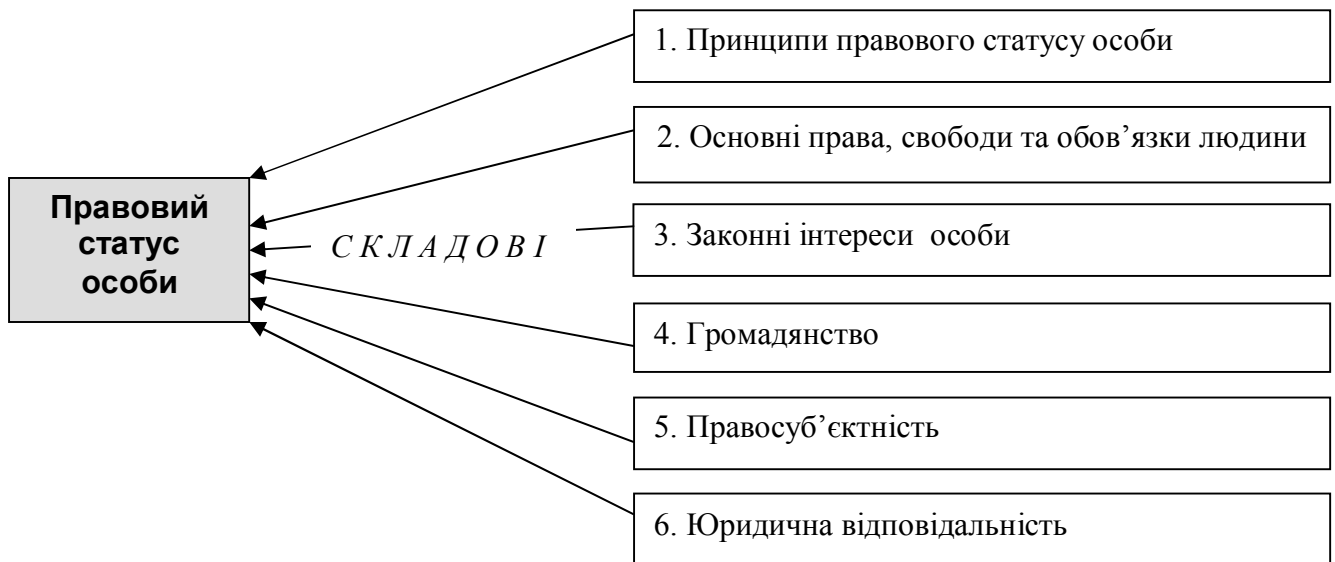 1. Принципи правового статусу особи
2. Основні права, свободи та обов’язки людини
Правовий
статус
особи
С К Л А Д О В І
3. Законні інтереси особи
4. Громадянство
5. Правосуб’єктність
6. Юридична відповідальність